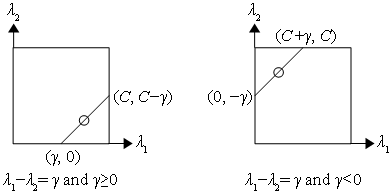 λ₂
λ₂
(C+γ, C)
(C, C−γ)
(0, −γ)
λ₁
λ₁
(γ, 0)
λ₁−λ₂= γ and γ≥0
λ₁−λ₂= γ and γ<0